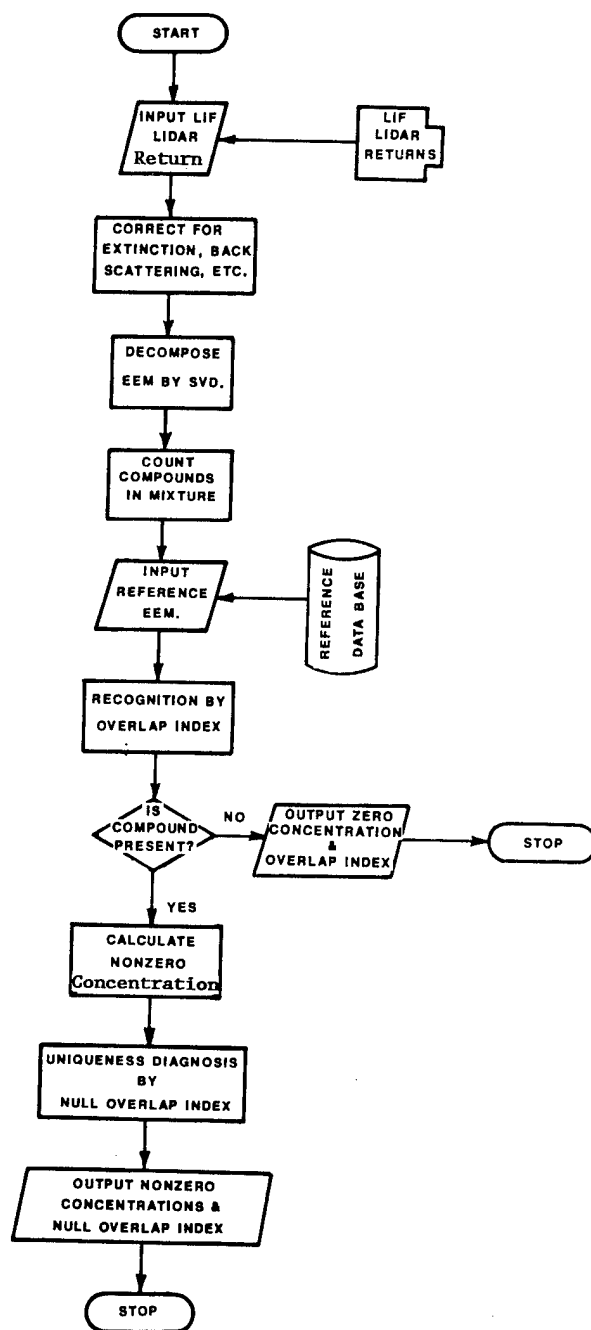 START
INPUT LIF
LIDAR
Return
LIF
LIDAR
RETURNS
CORRECT FOR
EXTINCTION, BACK
SCATTERING, ETC.
DECOMPOSE
EEM BY SVD.
COUNT
COMPOUNDS
IN MIXTURE
INPUT
REFERENCE
EEM.
REFERENCE
DATA BASE
RECOGNITION BY
OVERLAP INDEX
IS
COMPOUND
PRESENT?
NO
OUTPUT ZERO
CONCENTRATION
&
OVERLAP INDEX
STOP
YES
CALCULATE
NONZERO
Concentration
UNIQUENESS DIAGNOSIS
BY
NULL OVERLAP INDEX
OUTPUT NONZERO
CONCENTRATIONS &
NULL OVERLAP INDEX
STOP